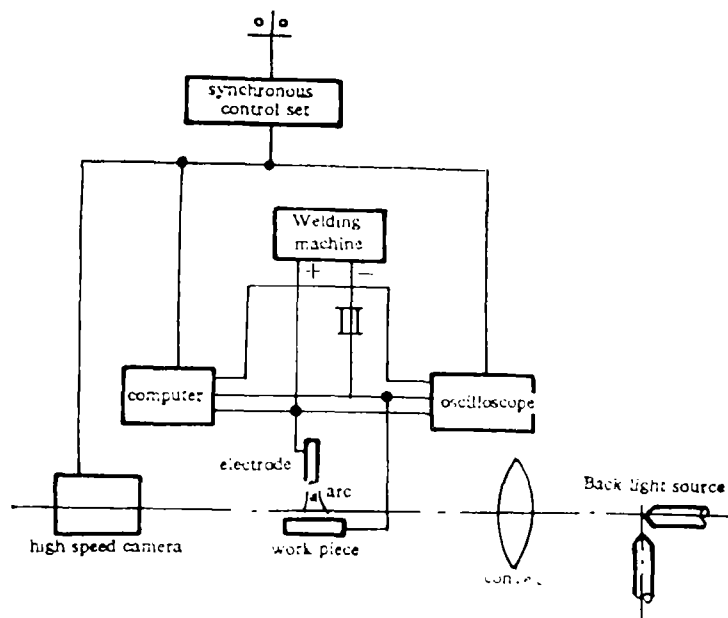 synchronous
control set
Welding
machine
+ −
computer
oscilloscope
electrode
arc
Back light source
high speed camera
work piece